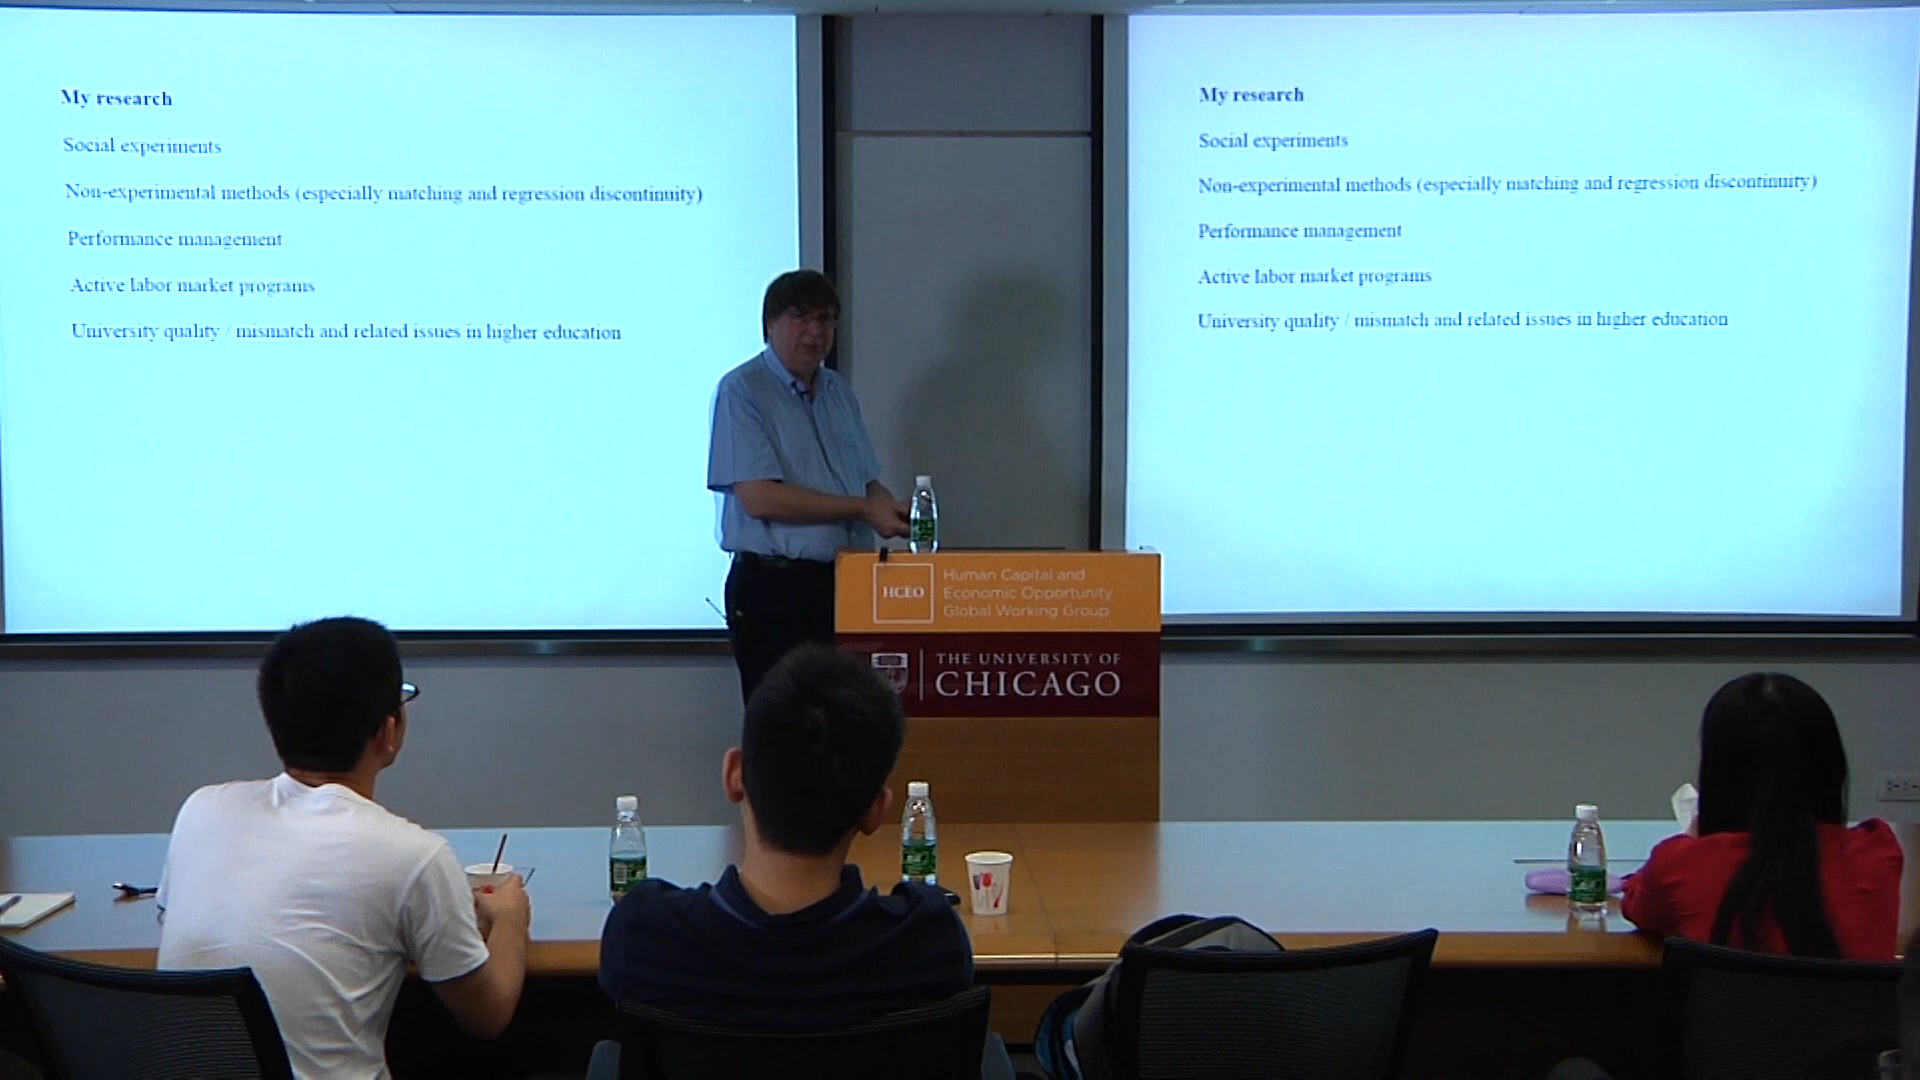 My research
Social experiments
Non-experimental methods (especially matching and regression discontinuity)
Performance management
Active labor market programs
University quality / mismatch and related issues in higher education
My research
Social experiments
Non-experimental methods (especially matching and regression discontinuity)
Performance management
Active labor market programs
University quality / mismatch and related issues in higher education
HCEO
Human Capital and
Economic Opportunity
Global Working Group
THE UNIVERSITY OF
CHICAGO